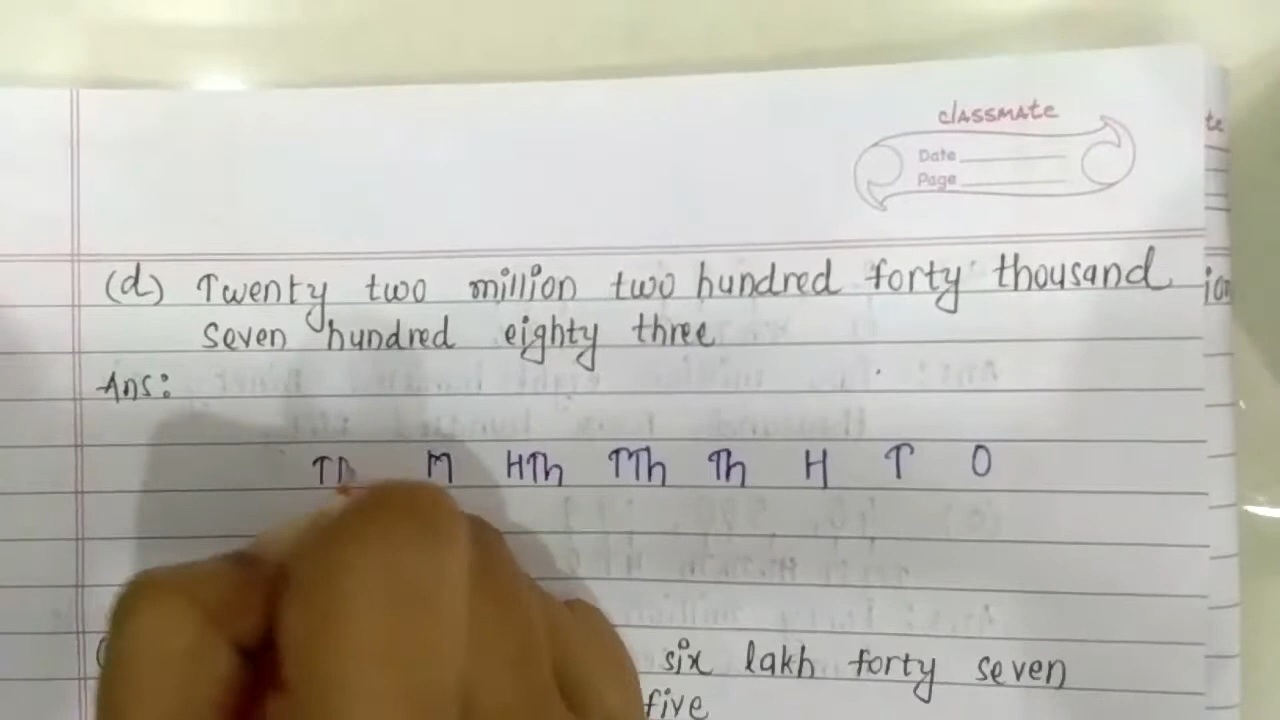 classmate
Date
Page
(d) Twenty two million two hundred forty thousand
seven hundred eighty three
Ans:
M HTh TTh Th H T O
six lakh forty seven
five